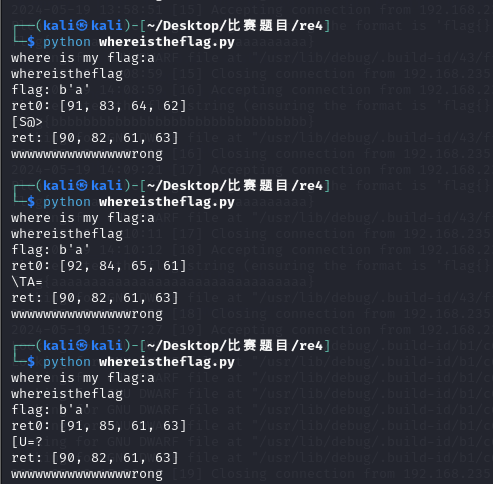 ┌──(kali㉿kali)-[~/Desktop/比赛题目/re4]
└─$ python whereistheflag.py
where is my flag:a
whereistheflag
flag: b'a'
ret0: [91, 83, 64, 62]
[S@>
ret: [90, 82, 61, 63]
wwwwwwwwwwwwwwwrong
┌──(kali㉿kali)-[~/Desktop/比赛题目/re4]
└─$ python whereistheflag.py
where is my flag:a
whereistheflag
flag: b'a'
ret0: [92, 84, 65, 61]
\TA=
ret: [90, 82, 61, 63]
wwwwwwwwwwwwwwwrong
┌──(kali㉿kali)-[~/Desktop/比赛题目/re4]
└─$ python whereistheflag.py
where is my flag:a
whereistheflag
flag: b'a'
ret0: [91, 85, 61, 63]
[U=?
ret: [90, 82, 61, 63]
wwwwwwwwwwwwwwwrong